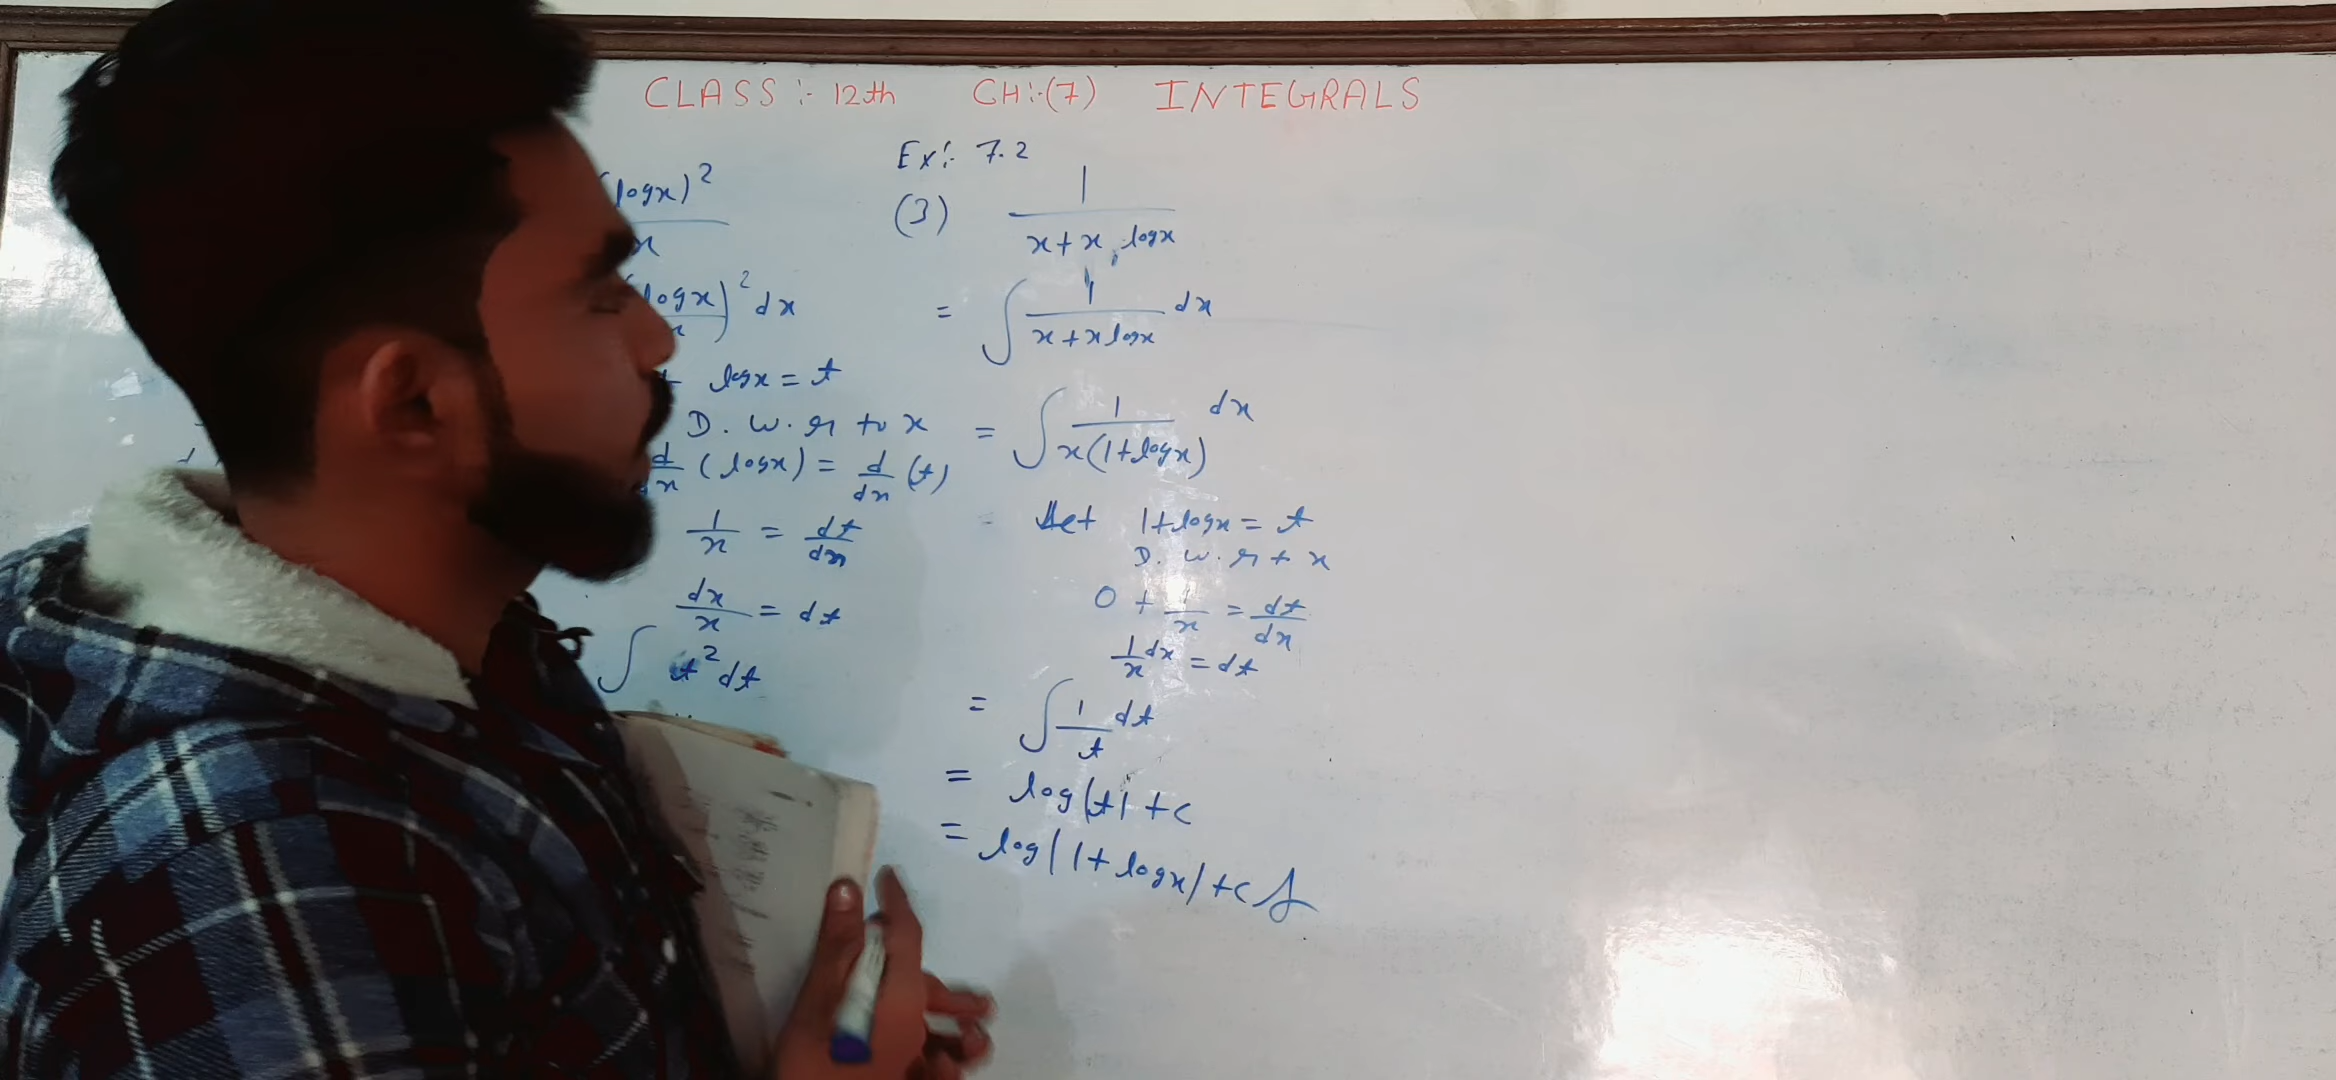 CLASS :- 12th CH:-(7) INTEGRALS
Ex:- 7.2
(logx)²
x
logx)² dx
x
logx = t
D. w. r to x
d/dx (logx) = d/dx (t)
1/x = dt/dx
dx/x = dt
∫ t² dt
(3) 1/(x+x logx)
= ∫ 1/(x+xlogx) dx
= ∫ 1/(x(1+logx)) dx
= Let 1+logx = t
D. w. r t x
0 + 1/x = dt/dx
1/x dx = dt
= ∫ 1/t dt
= log|t| +c
= log|1+logx| +c